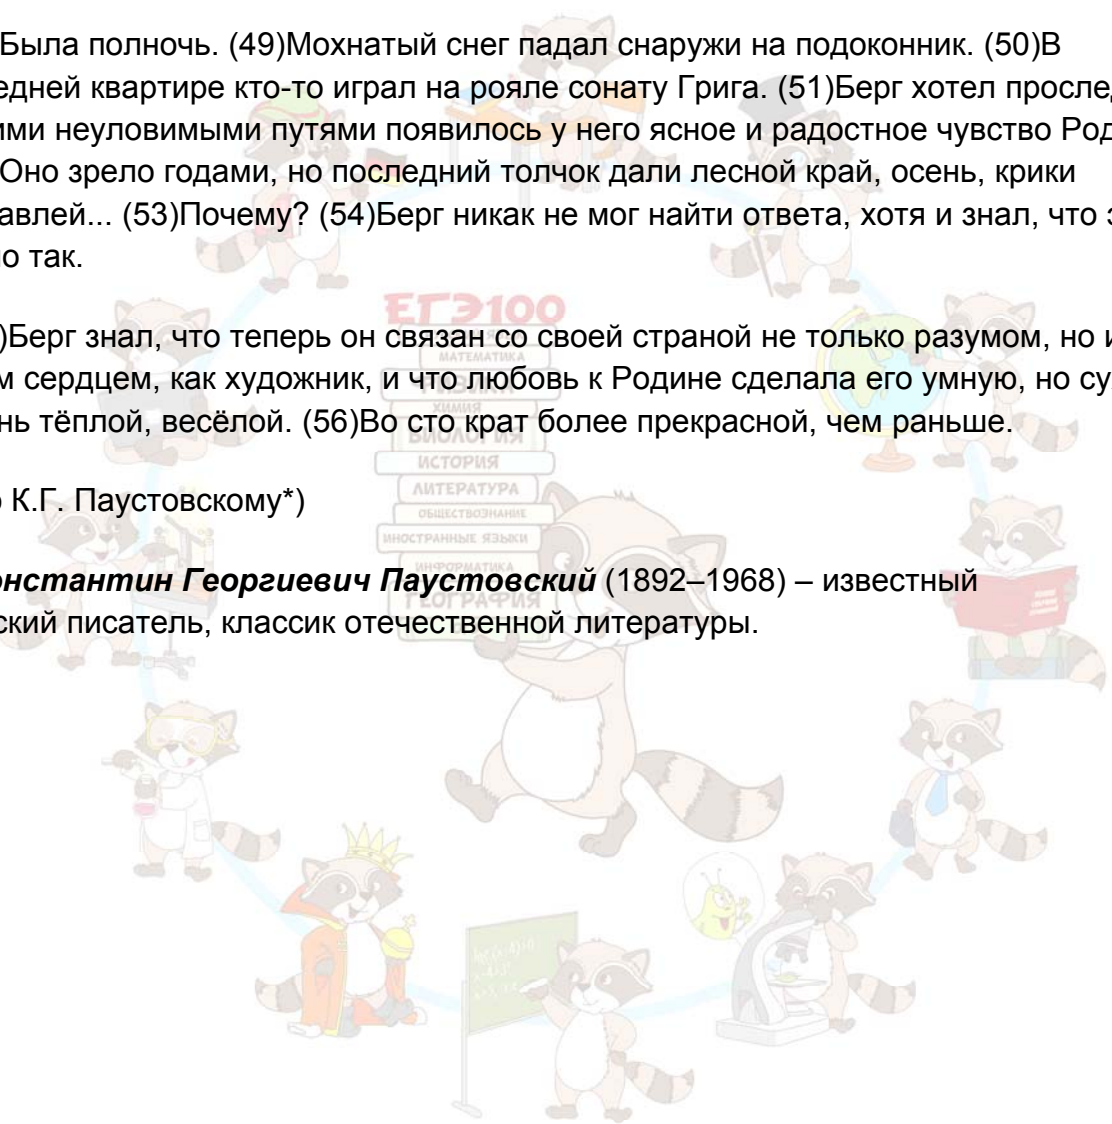 Была полночь. (49)Мохнатый снег падал снаружи на подоконник. (50)В
едней квартире кто-то играл на рояле сонату Грига. (51)Берг хотел прослед
ими неуловимыми путями появилось у него ясное и радостное чувство Род
Оно зрело годами, но последний толчок дали лесной край, осень, крики
авлей... (53)Почему? (54)Берг никак не мог найти ответа, хотя и знал, что э
о так.
)Берг знал, что теперь он связан со своей страной не только разумом, но и
м сердцем, как художник, и что любовь к Родине сделала его умную, но су
нь тёплой, весёлой. (56)Во сто крат более прекрасной, чем раньше.
о К.Г. Паустовскому*)
онстантин Георгиевич Паустовский (1892–1968) – известный
ский писатель, классик отечественной литературы.
ЕГЭ100
МАТЕМАТИКА
ФИЗИКА
ХИМИЯ
БИОЛОГИЯ
ИСТОРИЯ
ЛИТЕРАТУРА
ОБЩЕСТВОЗНАНИЕ
ИНОСТРАННЫЕ ЯЗЫКИ
ИНФОРМАТИКА
ГЕОГРАФИЯ